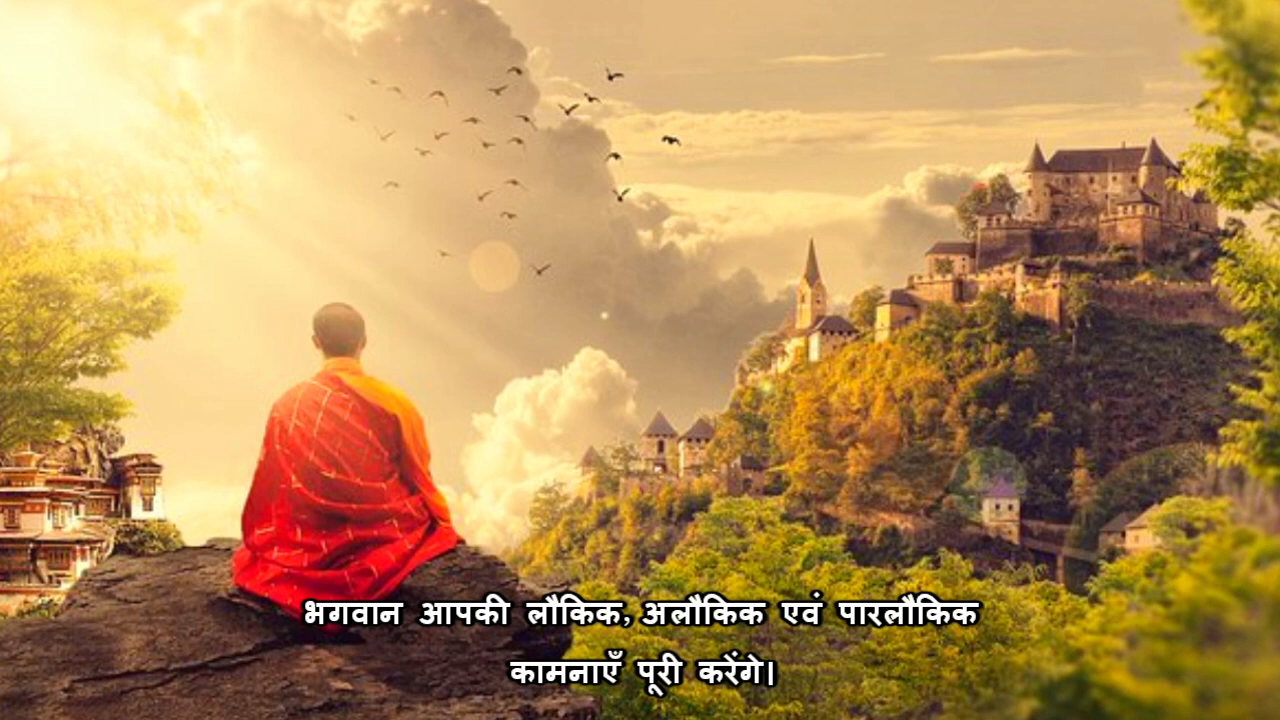 भगवान आपकी लौकिक, अलौकिक एवं पारलौकिक
कामनाएँ पूरी करेंगे।